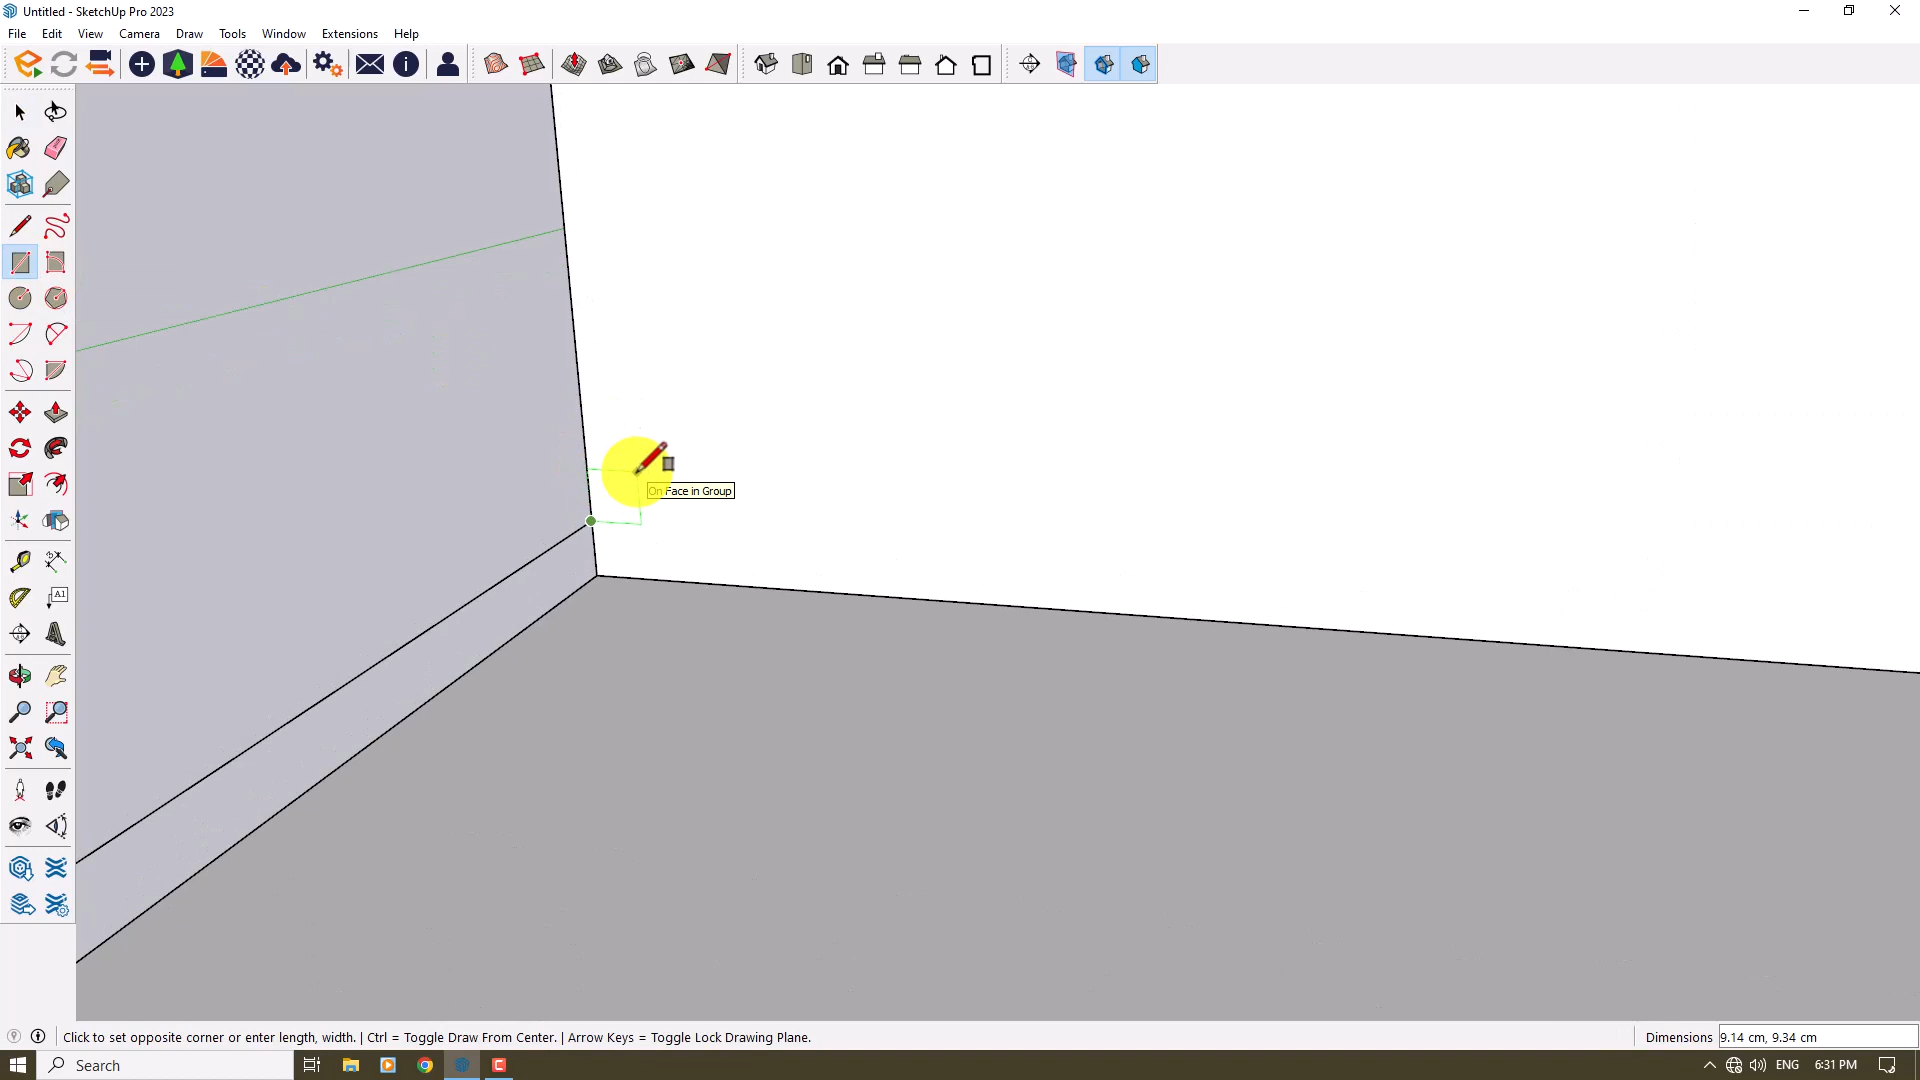 Untitled - SketchUp Pro 2023
File Edit View Camera Draw Tools Window Extensions Help
On Face in Group
A1
Click to set opposite corner or enter length, width. | Ctrl = Toggle Draw From Center. | Arrow Keys = Toggle Lock Drawing Plane.
Dimensions 9.14 cm, 9.34 cm
Search
ENG
6:31 PM